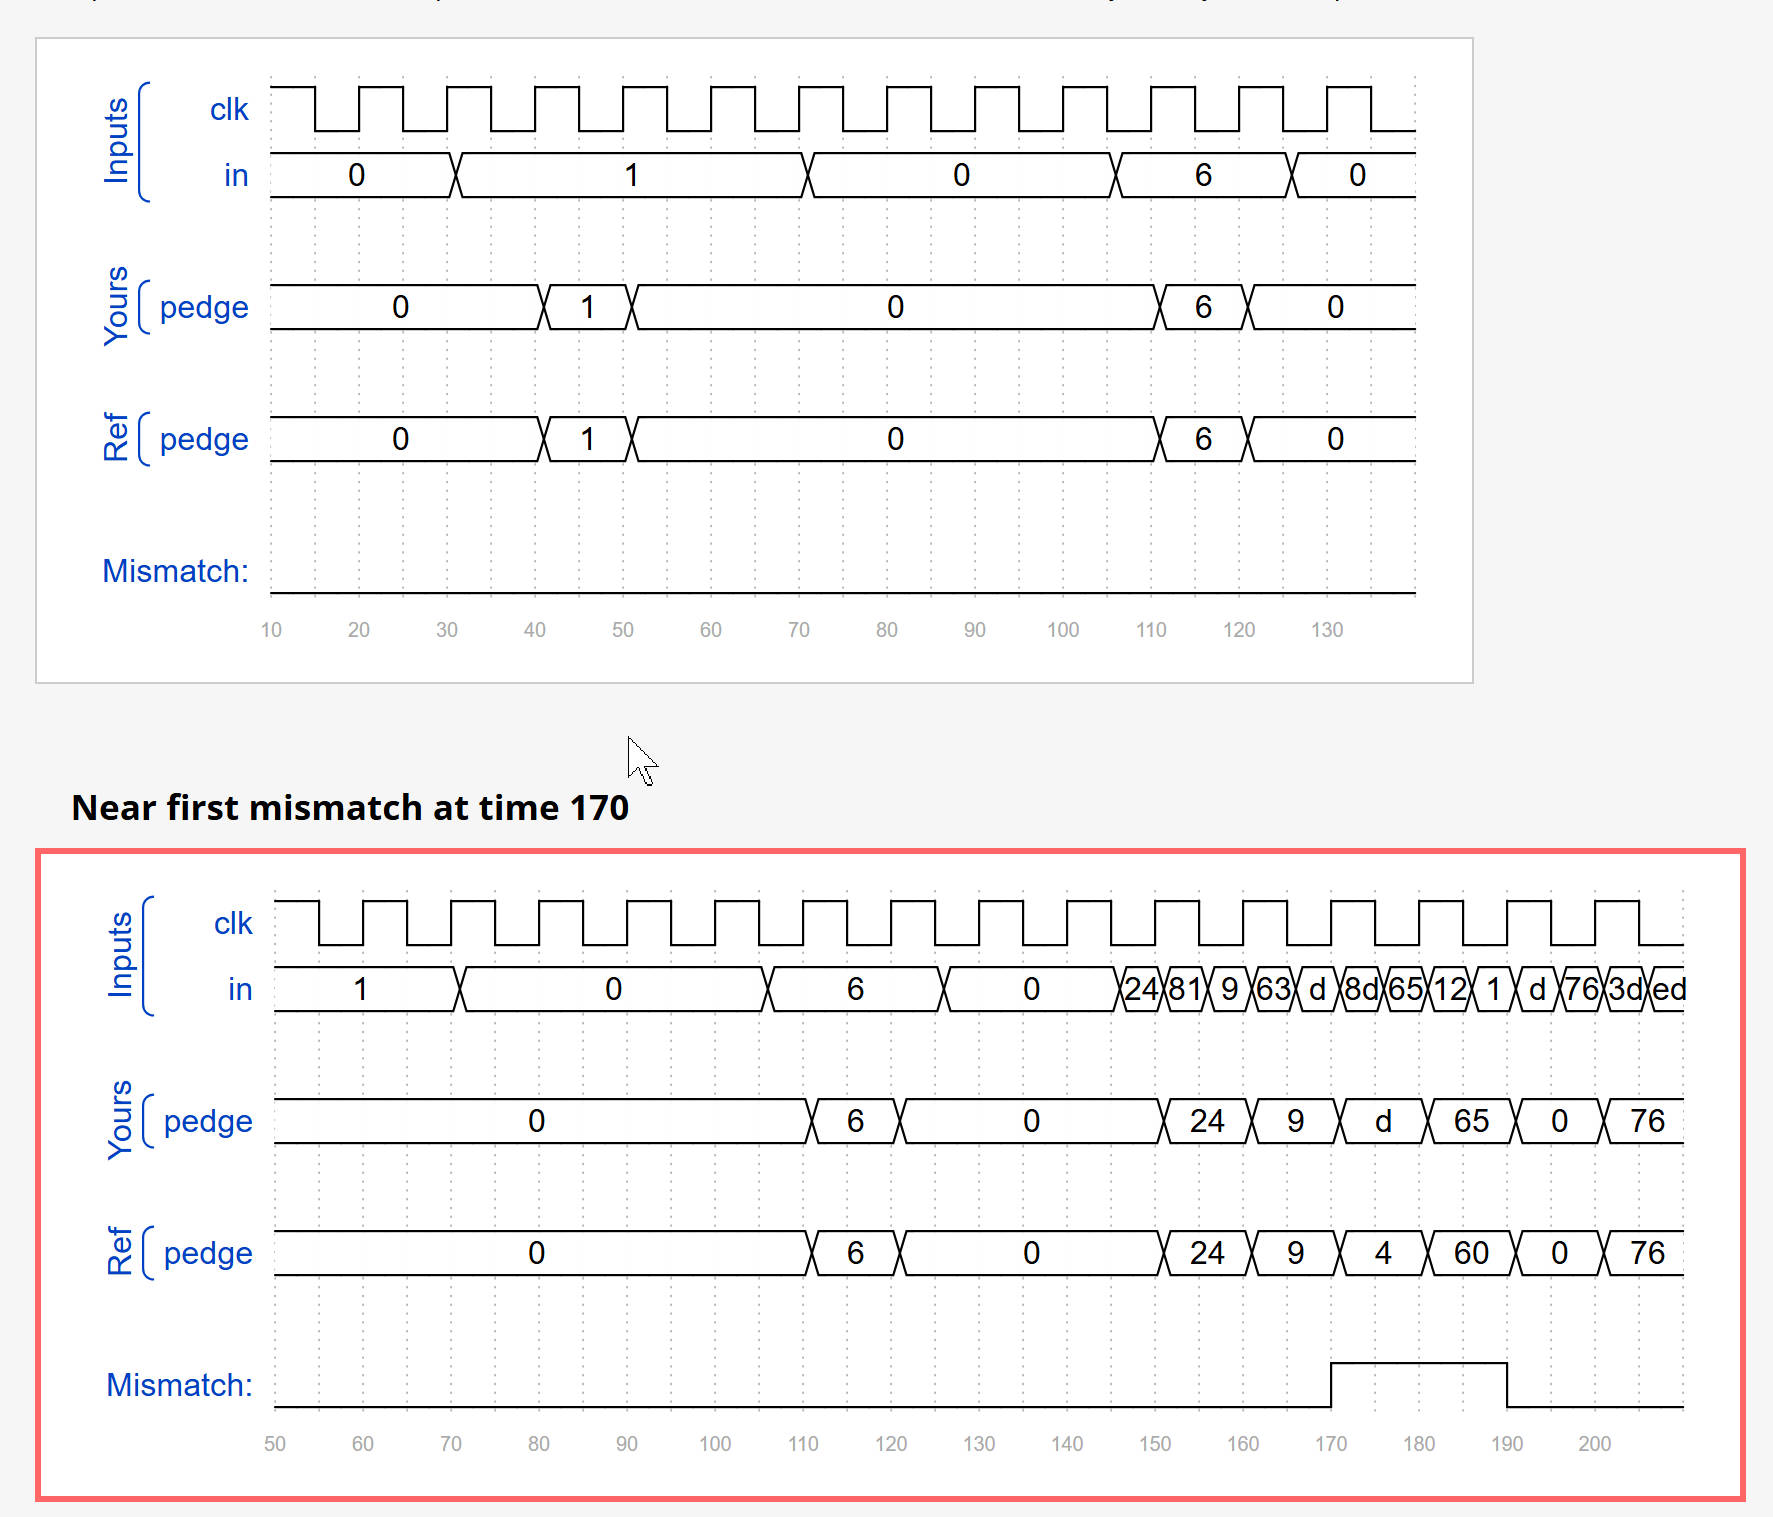 Inputs
clk
in 0 1 0 6 0
Yours
pedge 0 1 0 6 0
Ref
pedge 0 1 0 6 0
Mismatch:
10 20 30 40 50 60 70 80 90 100 110 120 130
Near first mismatch at time 170
Inputs
clk
in 1 0 6 0 24 81 9 63 d 8d 65 12 1 d 76 3d ed
Yours
pedge 0 6 0 24 9 d 65 0 76
Ref
pedge 0 6 0 24 9 4 60 0 76
Mismatch:
50 60 70 80 90 100 110 120 130 140 150 160 170 180 190 200